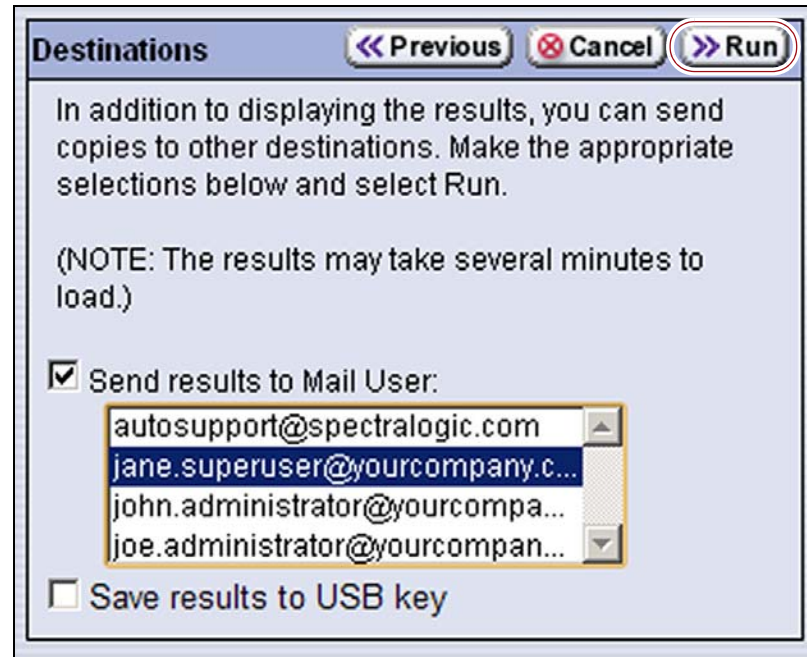 Destinations Previous Cancel Run
In addition to displaying the results, you can send
copies to other destinations. Make the appropriate
selections below and select Run.
(NOTE: The results may take several minutes to
load.)
Send results to Mail User:
autosupport@spectralogic.com
jane.superuser@yourcompany.c...
john.administrator@yourcompa...
joe.administrator@yourcompan...
Save results to USB key